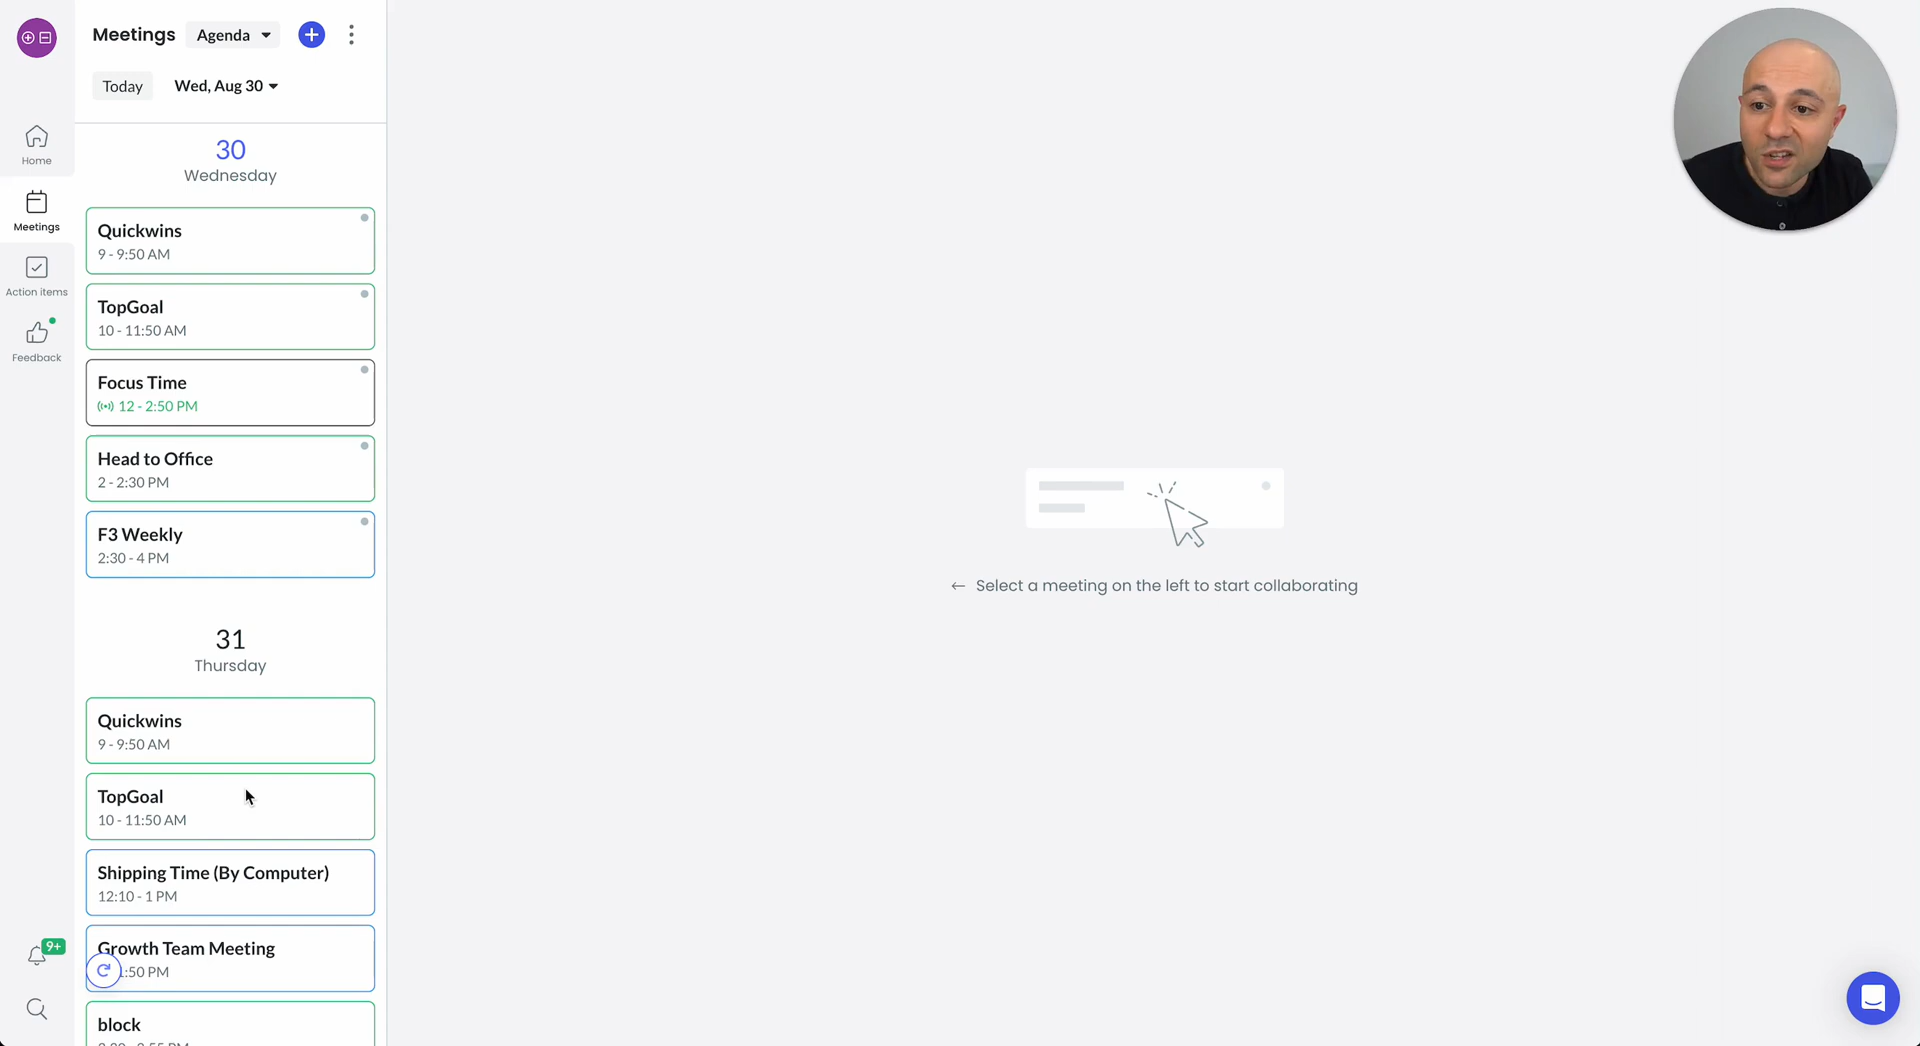 Meetings
Agenda
Today
Wed, Aug 30
Home
Meetings
Action items
Feedback
30
Wednesday
Quickwins
9 - 9:50 AM
TopGoal
10 - 11:50 AM
Focus Time
12 - 2:50 PM
Head to Office
2 - 2:30 PM
F3 Weekly
2:30 - 4 PM
31
Thursday
Quickwins
9 - 9:50 AM
TopGoal
10 - 11:50 AM
Shipping Time (By Computer)
12:10 - 1 PM
Growth Team Meeting
:50 PM
block
9+
← Select a meeting on the left to start collaborating